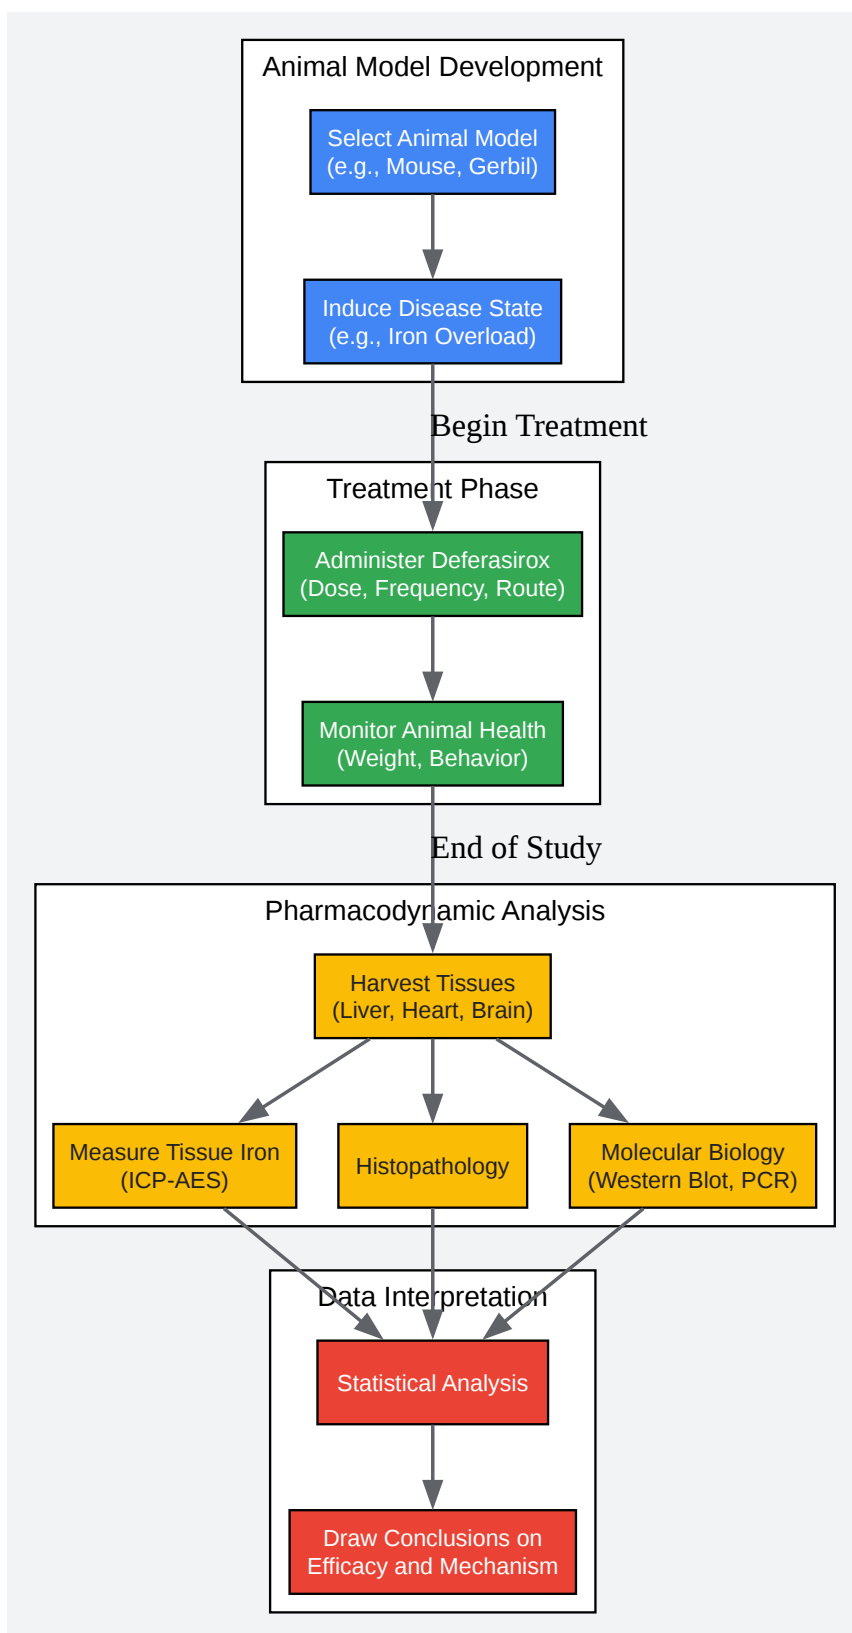 Animal Model Development
Select Animal Model
(e.g., Mouse, Gerbil)
Induce Disease State
(e.g., Iron Overload)
Begin Treatment
Treatment Phase
Administer Deferasirox
(Dose, Frequency, Route)
Monitor Animal Health
(Weight, Behavior)
End of Study
Pharmacodynamic Analysis
Harvest Tissues
(Liver, Heart, Brain)
Measure Tissue Iron
(ICP-AES)
Histopathology
Molecular Biology
(Western Blot, PCR)
Data Interpretation
Statistical Analysis
Draw Conclusions on
Efficacy and Mechanism